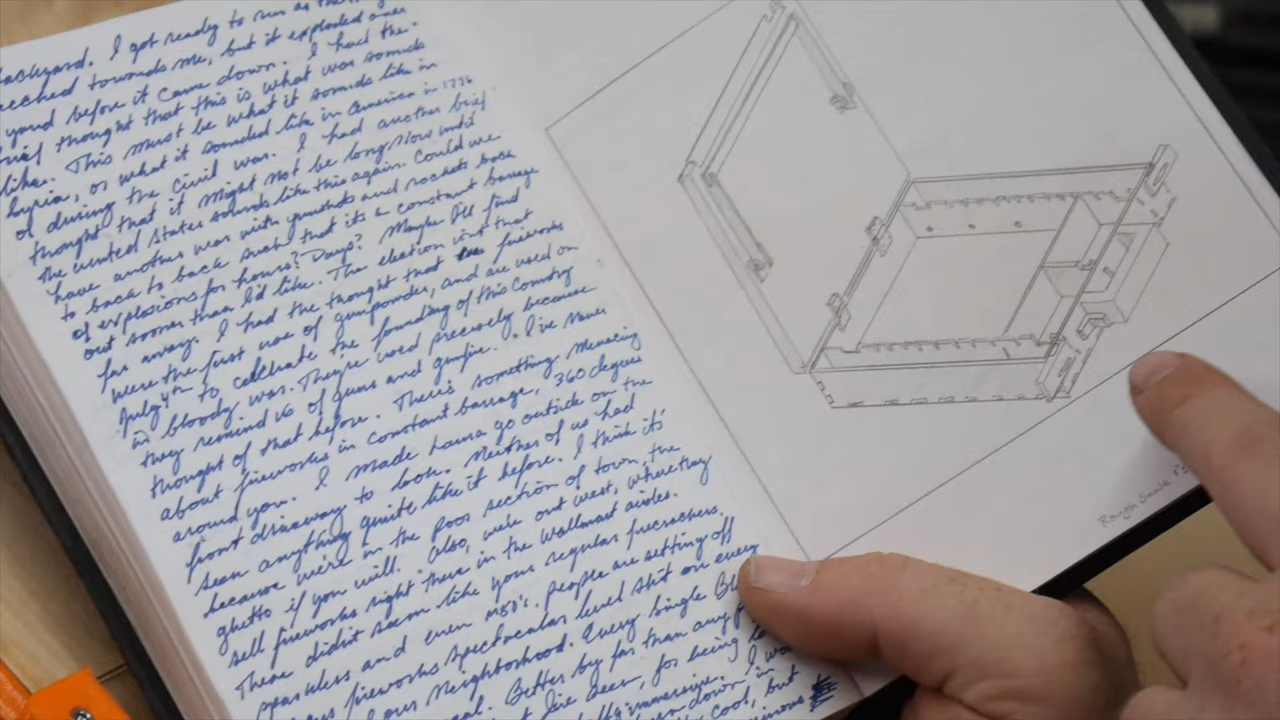 backyard. I got ready to run as the
towards me, but it exploded over
yard before it came down. I had the
brief thought that this is what war sounds
like. This must be what it sounds like in
Syria, or what it sounded like in America in 1776
or during the civil war. I had another brief
thought that it might not be long now until
the united states sounds like this again. Could we
have another war with gunshots and rockets back
to back such that its a constant barrage
of explosions for hours? Days? Maybe I'll find
out sooner than I'd like. The election isn't that
far away. I had the thought that fireworks
were the first use of gunpowder, and are used on
July 4th to celebrate the founding of this country
in bloody war. They're used precisely because
they remind us of guns and gunfire. I've never
thought of that before. There's something menacing
about fireworks in constant barrage, 360 degrees
around you. I made Laura go outside on the
front driveway to look. Neither of us had
seen anything quite like it before. I think it's
because we're in the poor section of town, the
ghetto if you will. Also, we're out west, where they
sell fireworks right there in the Wallmart aisles.
These didn't seem like your regular firecrackers.
sparklers and even m80's. people are setting off
fireworks spectacular level shit on every
our neighborhood. Every single
Better by far than any
I've seen, for being
immersive. I
down in
cool, but
Rough Scale